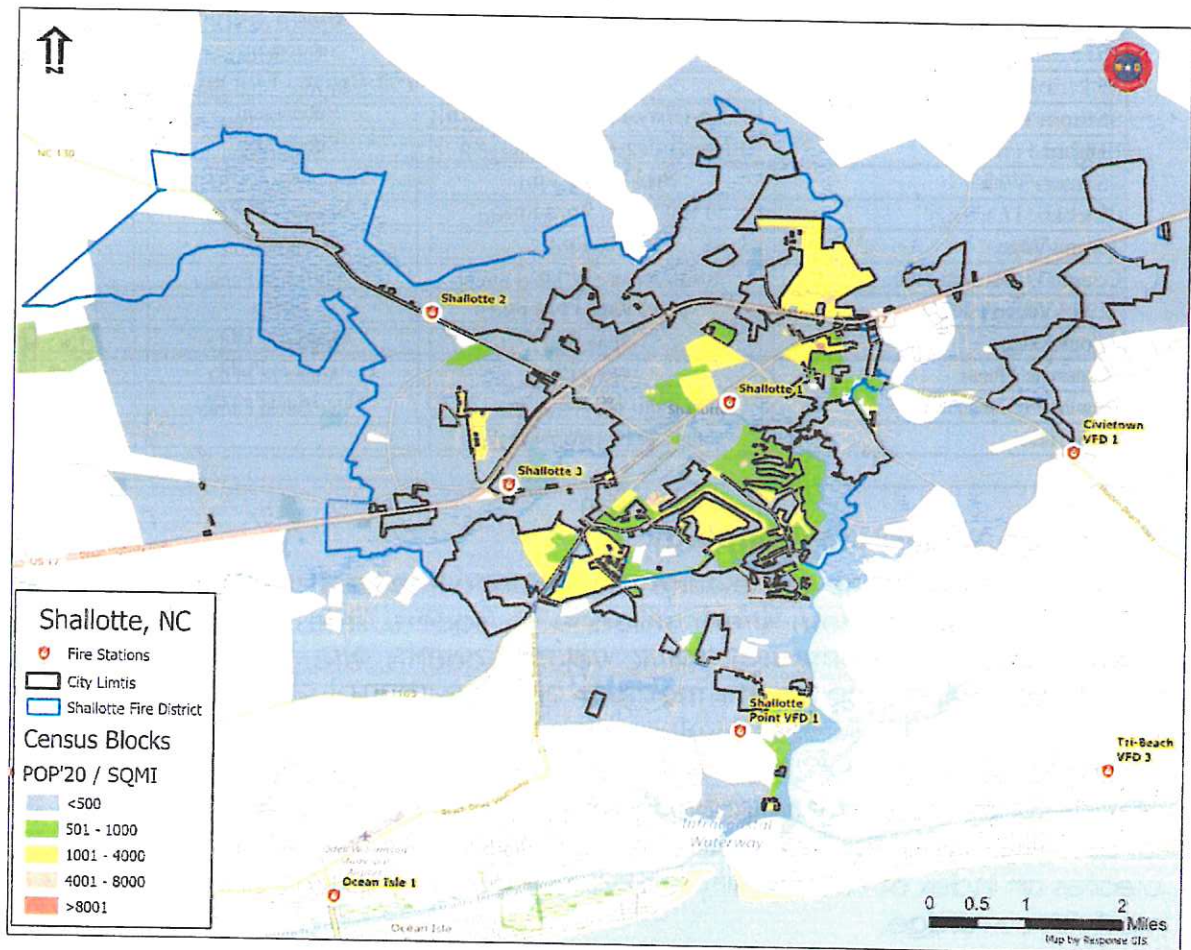 N
NC 130
Shallotte 2
Shallotte 1
Shallotte
Civietown
VFD 1
Shallotte 3
US 17
Shallotte
Point VFD 1
Tri-Beach
VFD 3
Intracoastal
Waterway
Ocean Isle 1
Ocean Isle
Shallotte, NC
Fire Stations
City Limtis
Shallotte Fire District
Census Blocks
POP'20 / SQMI
<500
501 - 1000
1001 - 4000
4001 - 8000
>8001
0 0.5 1 2
Miles
Map by Response GIS